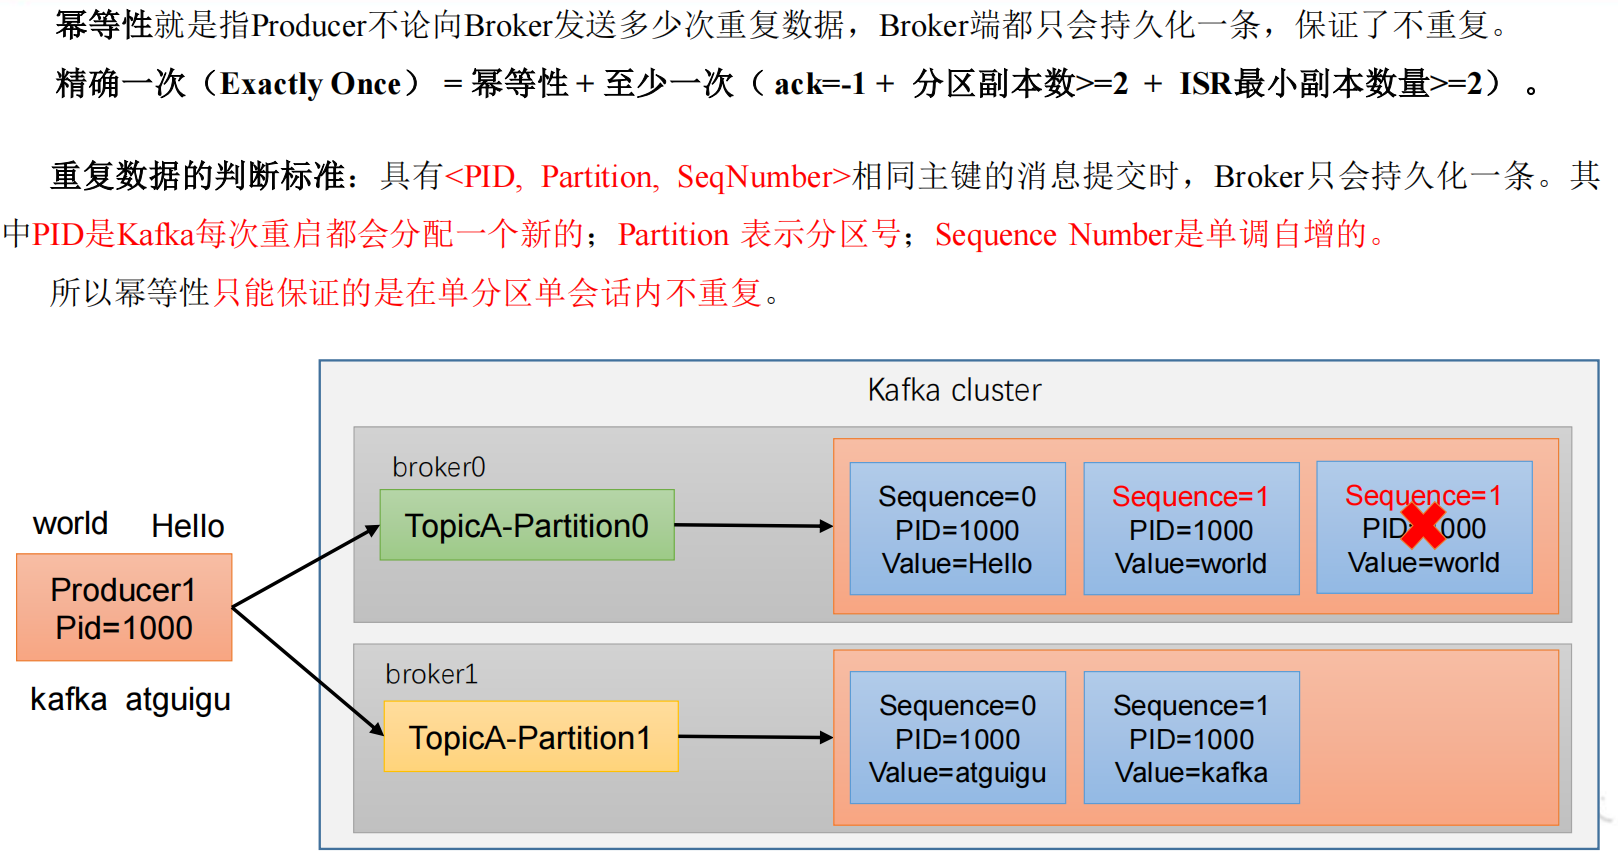 幂等性就是指Producer不论向Broker发送多少次重复数据，Broker端都只会持久化一条，保证了不重复。
精确一次（Exactly Once） = 幂等性 + 至少一次（ ack=-1 + 分区副本数>=2 + ISR最小副本数量>=2） 。
重复数据的判断标准：具有<PID, Partition, SeqNumber>相同主键的消息提交时，Broker只会持久化一条。其
中PID是Kafka每次重启都会分配一个新的；Partition 表示分区号；Sequence Number是单调自增的。
所以幂等性只能保证的是在单分区单会话内不重复。
Kafka cluster
broker0
TopicA-Partition0
Sequence=0
PID=1000
Value=Hello
Sequence=1
PID=1000
Value=world
Sequence=1
PID=1000
Value=world
world Hello
Producer1
Pid=1000
kafka atguigu
broker1
TopicA-Partition1
Sequence=0
PID=1000
Value=atguigu
Sequence=1
PID=1000
Value=kafka